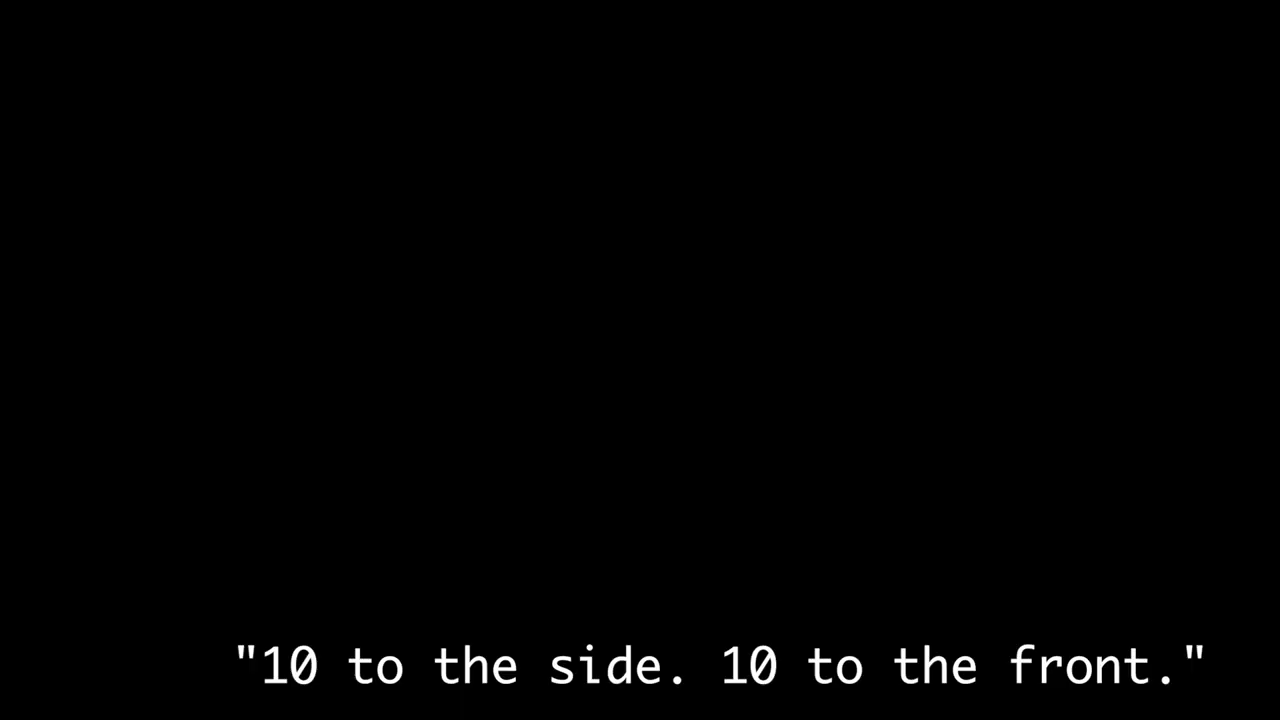 "10 to the side. 10 to the front."